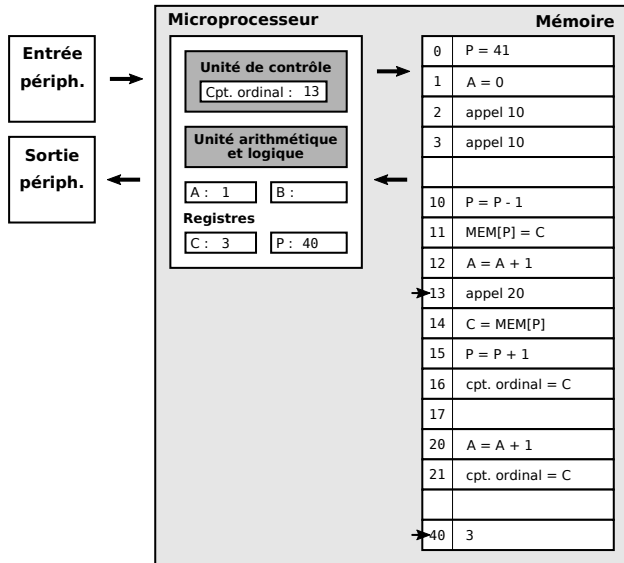 Microprocesseur
Mémoire
Entrée
périph.
Sortie
périph.
Unité de contrôle
Cpt. ordinal : 13
Unité arithmétique
et logique
A : 1
B :
Registres
C : 3
P : 40
0 P = 41
1 A = 0
2 appel 10
3 appel 10
10 P = P - 1
11 MEM[P] = C
12 A = A + 1
13 appel 20
14 C = MEM[P]
15 P = P + 1
16 cpt. ordinal = C
17
20 A = A + 1
21 cpt. ordinal = C
40 3